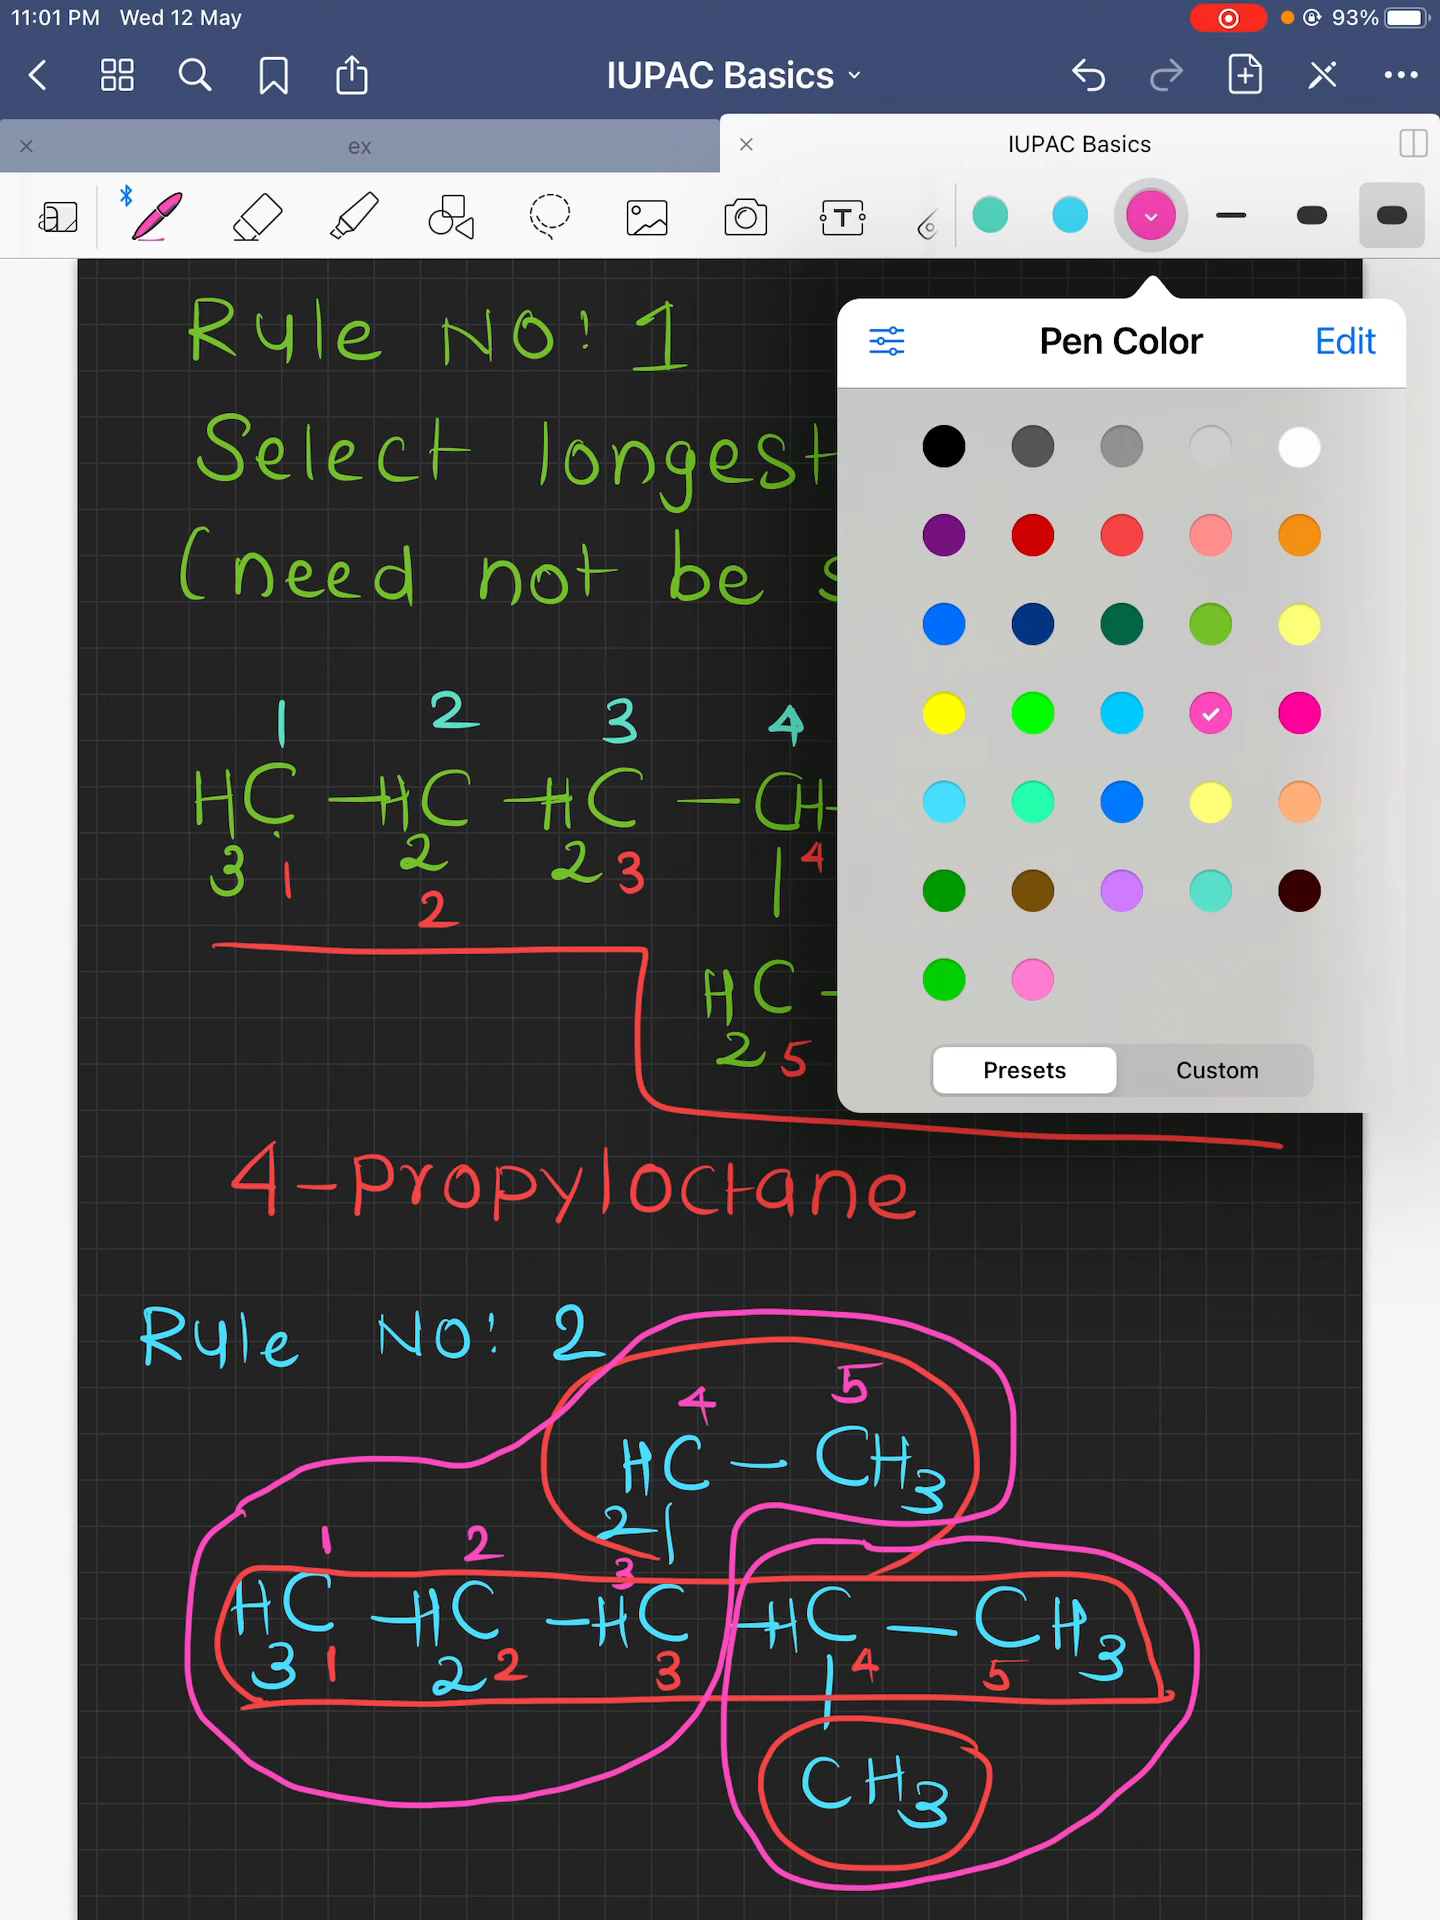 11:01 PM Wed 12 May 93%
IUPAC Basics
ex
IUPAC Basics
T
Pen Color
Edit
Presets
Custom
Rule NO: 1
Select longest
(need not be s
1 2 3 4
HC - HC - HC - CH -
3 1 2 2 3 1 4
2
HC -
2 5
4-Propyloctane
Rule NO: 2
4 5
HC - CH3
2
1 2 3
HC - HC - HC - HC - CH3
3 1 2 2 3 4 5
CH3